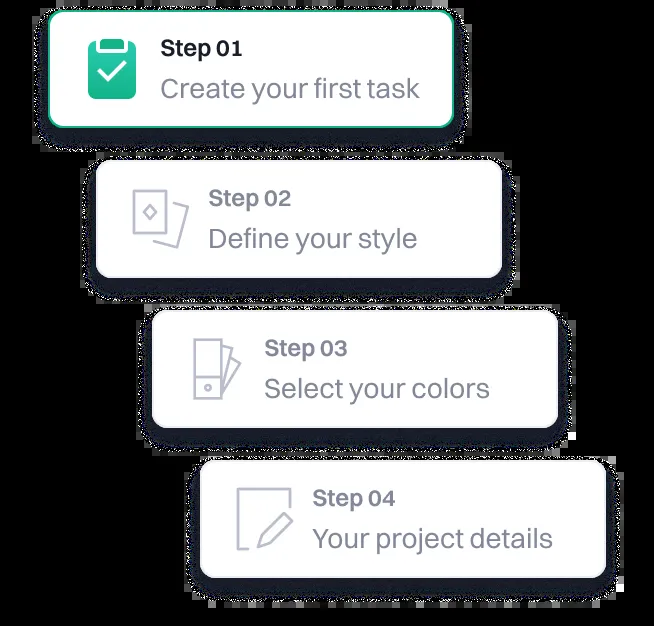 Step 01
Create your first task
Step 02
Define your style
Step 03
Select your colors
Step 04
Your project details